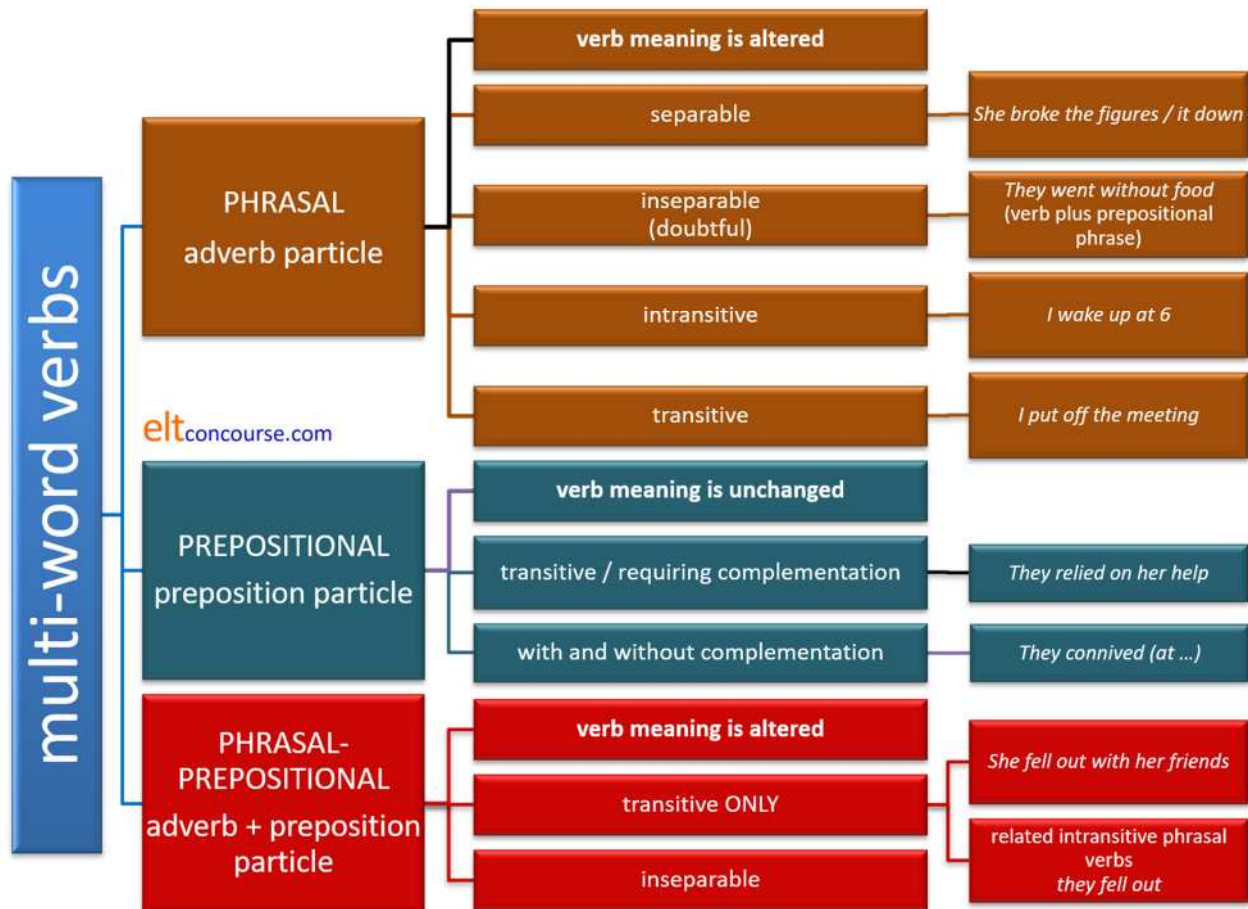 multi-word verbs
PHRASAL
adverb particle
verb meaning is altered
separable
She broke the figures / it down
inseparable
(doubtful)
They went without food
(verb plus prepositional
phrase)
intransitive
I wake up at 6
transitive
I put off the meeting
eltconcourse.com
PREPOSITIONAL
preposition particle
verb meaning is unchanged
transitive / requiring complementation
They relied on her help
with and without complementation
They connived (at ...)
PHRASAL-
PREPOSITIONAL
adverb + preposition
particle
verb meaning is altered
transitive ONLY
She fell out with her friends
related intransitive phrasal
verbs
they fell out
inseparable